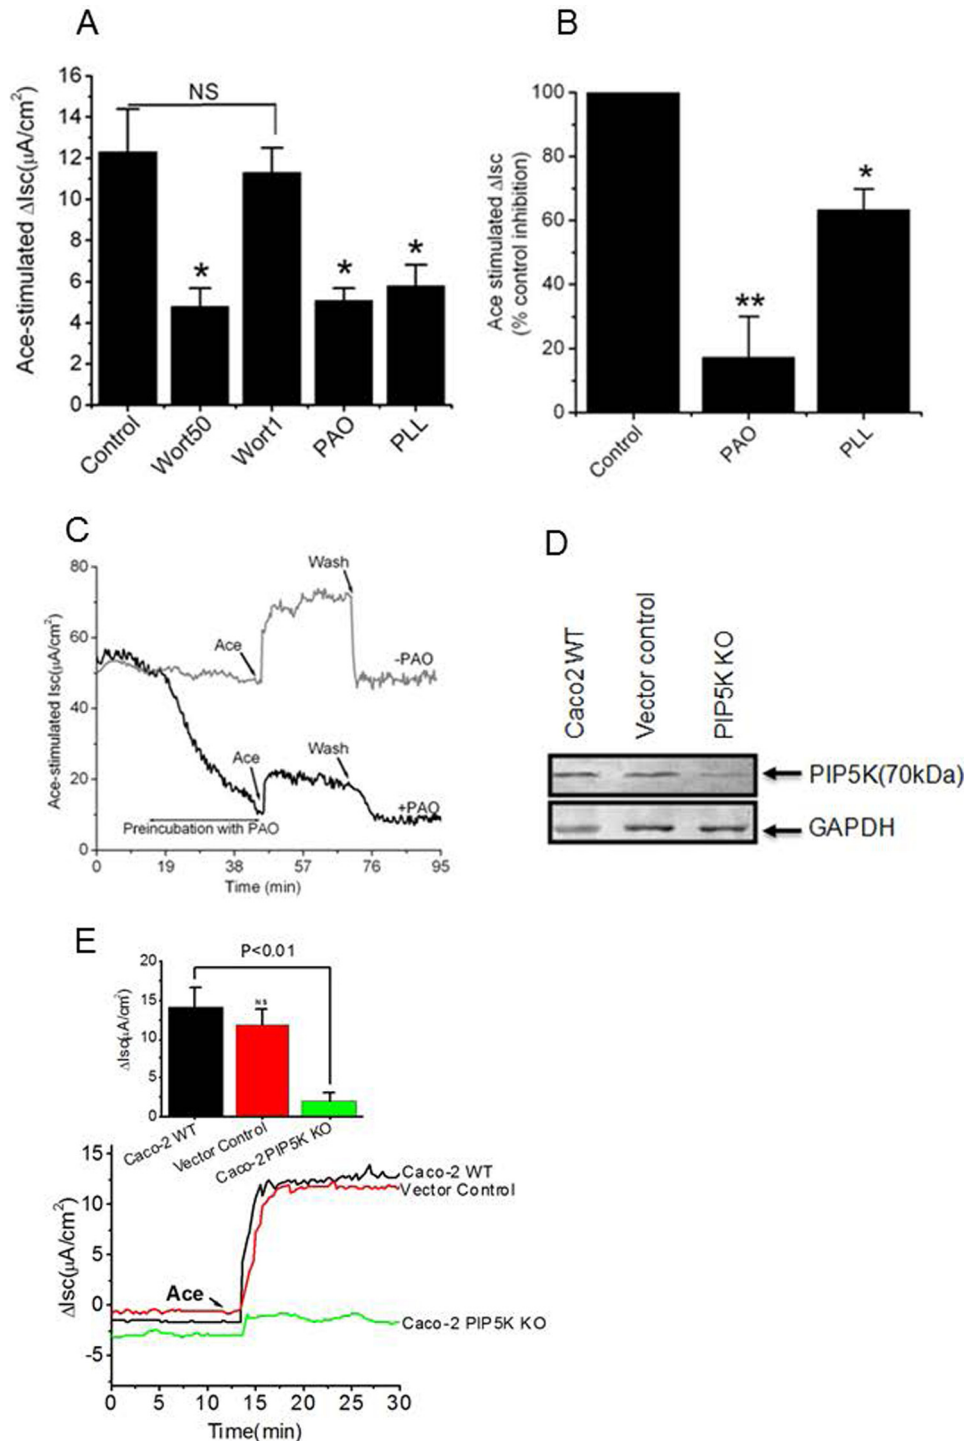 A
Ace-stimulated ΔIsc(μA/cm²)
16
14
12
10
8
6
4
2
0
NS
*
*
*
Control
Wort50
Wort1
PAO
PLL
B
Ace stimulated ΔIsc
(% control inhibition)
100
80
60
40
20
0
**
*
Control
PAO
PLL
C
Ace-stimulated Isc(μA/cm²)
80
60
40
20
0
Wash
Ace
-PAO
Ace
Wash
+PAO
Preincubation with PAO
0 19 38 57 76 95
Time (min)
D
Caco2 WT
Vector control
PIP5K KO
PIP5K(70kDa)
GAPDH
E
P<0.01
ΔIsc(μA/cm²)
20
15
10
5
0
NS
Caco-2 WT
Vector Control
Caco-2 PIP5K KO
ΔIsc(μA/cm²)
15
10
5
0
-5
Ace
Caco-2 WT
Vector Control
Caco-2 PIP5K KO
0 5 10 15 20 25 30
Time(min)